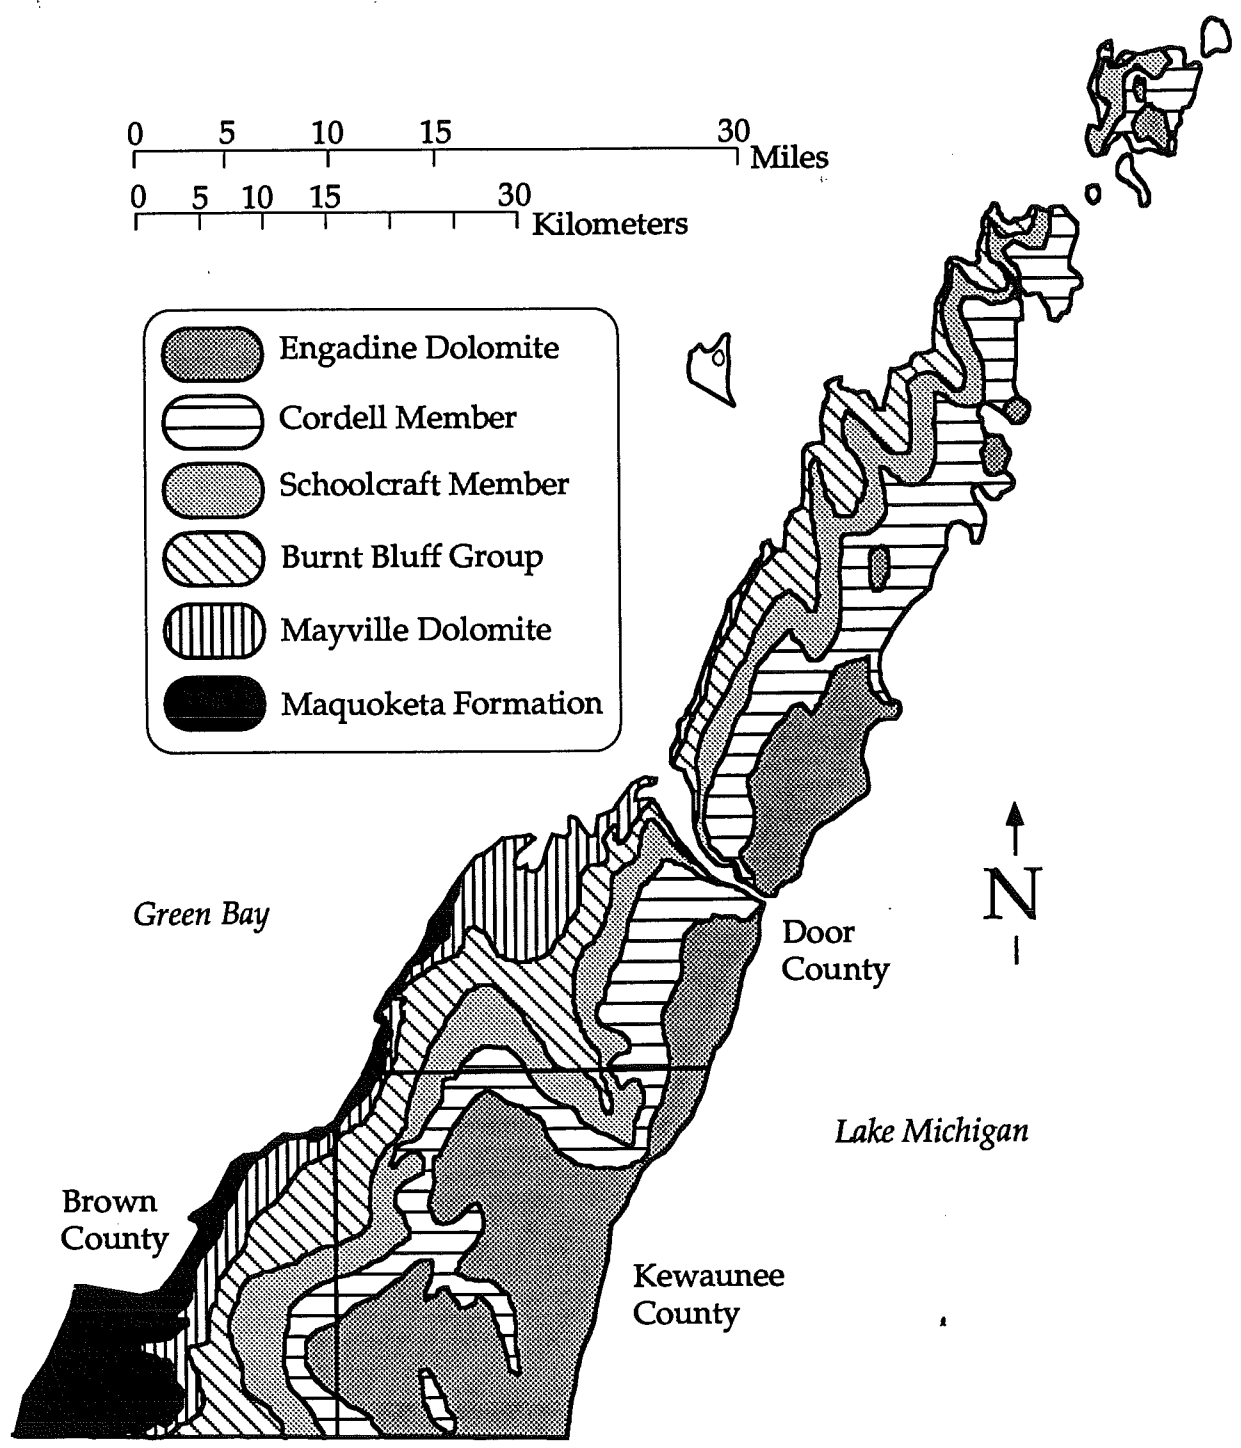 0 5 10 15 30
Miles
0 5 10 15 30
Kilometers
Engadine Dolomite
Cordell Member
Schoolcraft Member
Burnt Bluff Group
Mayville Dolomite
Maquoketa Formation
N
Green Bay
Door
County
Lake Michigan
Brown
County
Kewaunee
County